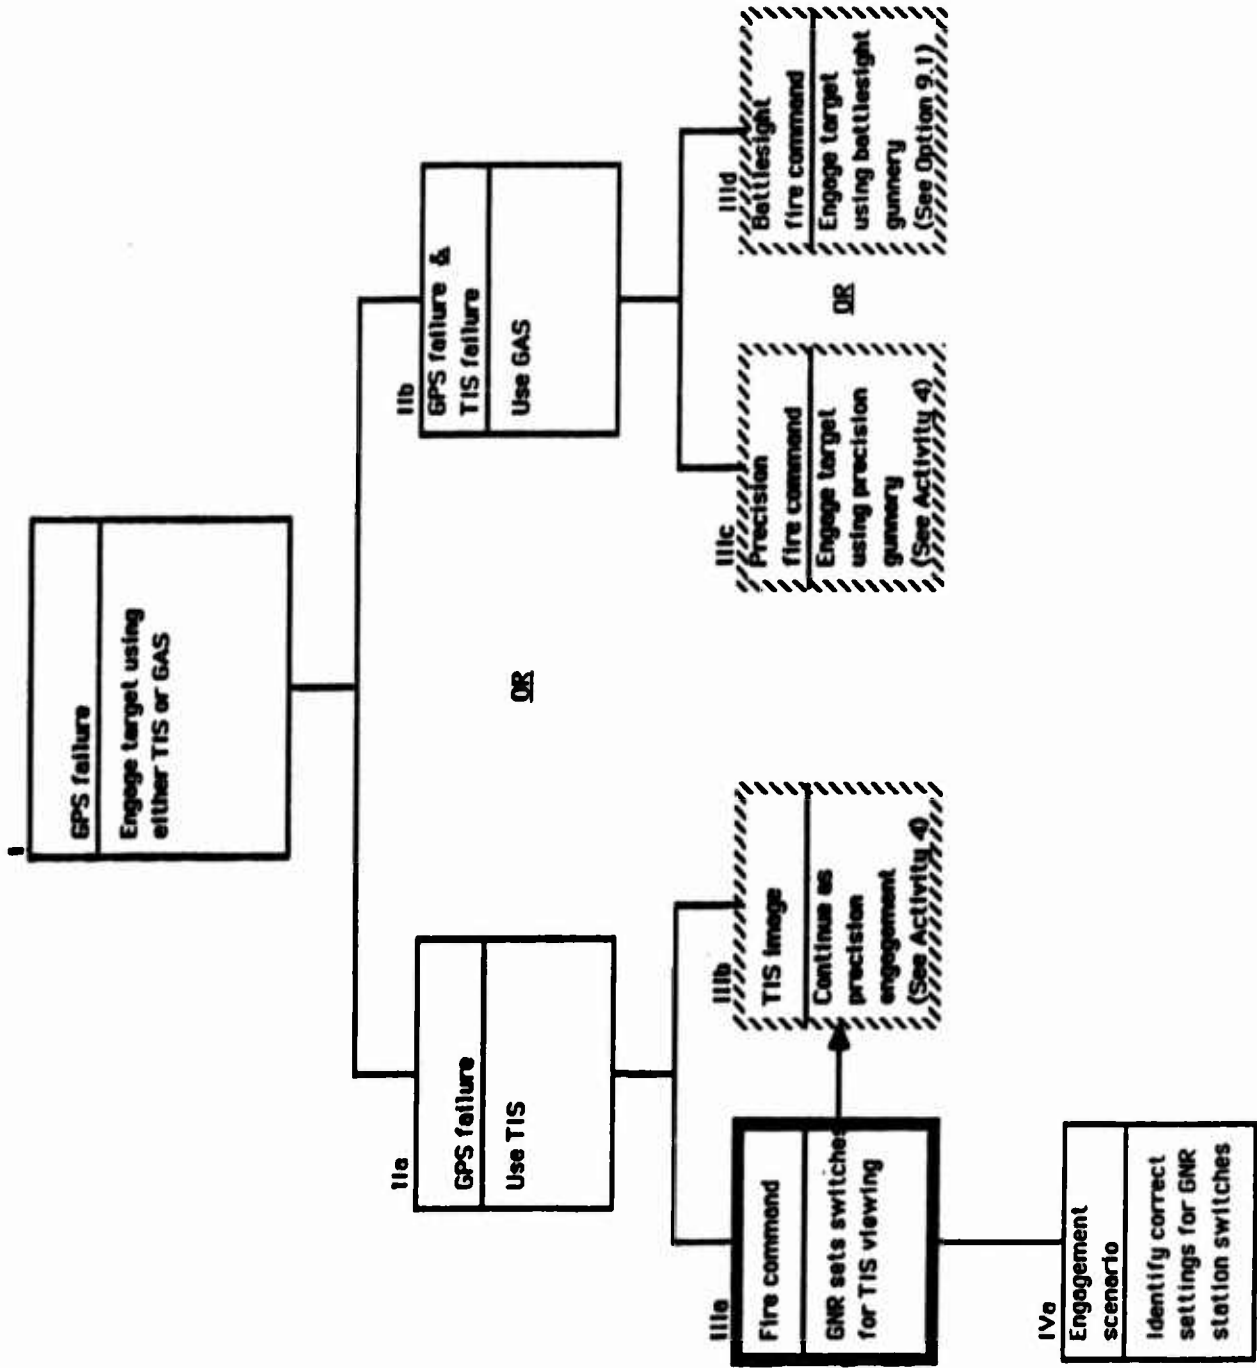 I
GPS failure
Engage target using
either TIS or GAS
IIa
GPS failure
Use TIS
OR
IIb
GPS failure &
TIS failure
Use GAS
IIIa
Fire command
GNR sets switches
for TIS viewing
IIIb
TIS image
Continue as
precision
engagement
(See Activity 4)
IIIc
Precision
fire command
Engage target
using precision
gunnery
(See Activity 4)
OR
IIId
Battlesight
fire command
Engage target
using battlesight
gunnery
(See Option 9.1)
IVa
Engagement
scenario
Identify correct
settings for GNR
station switches